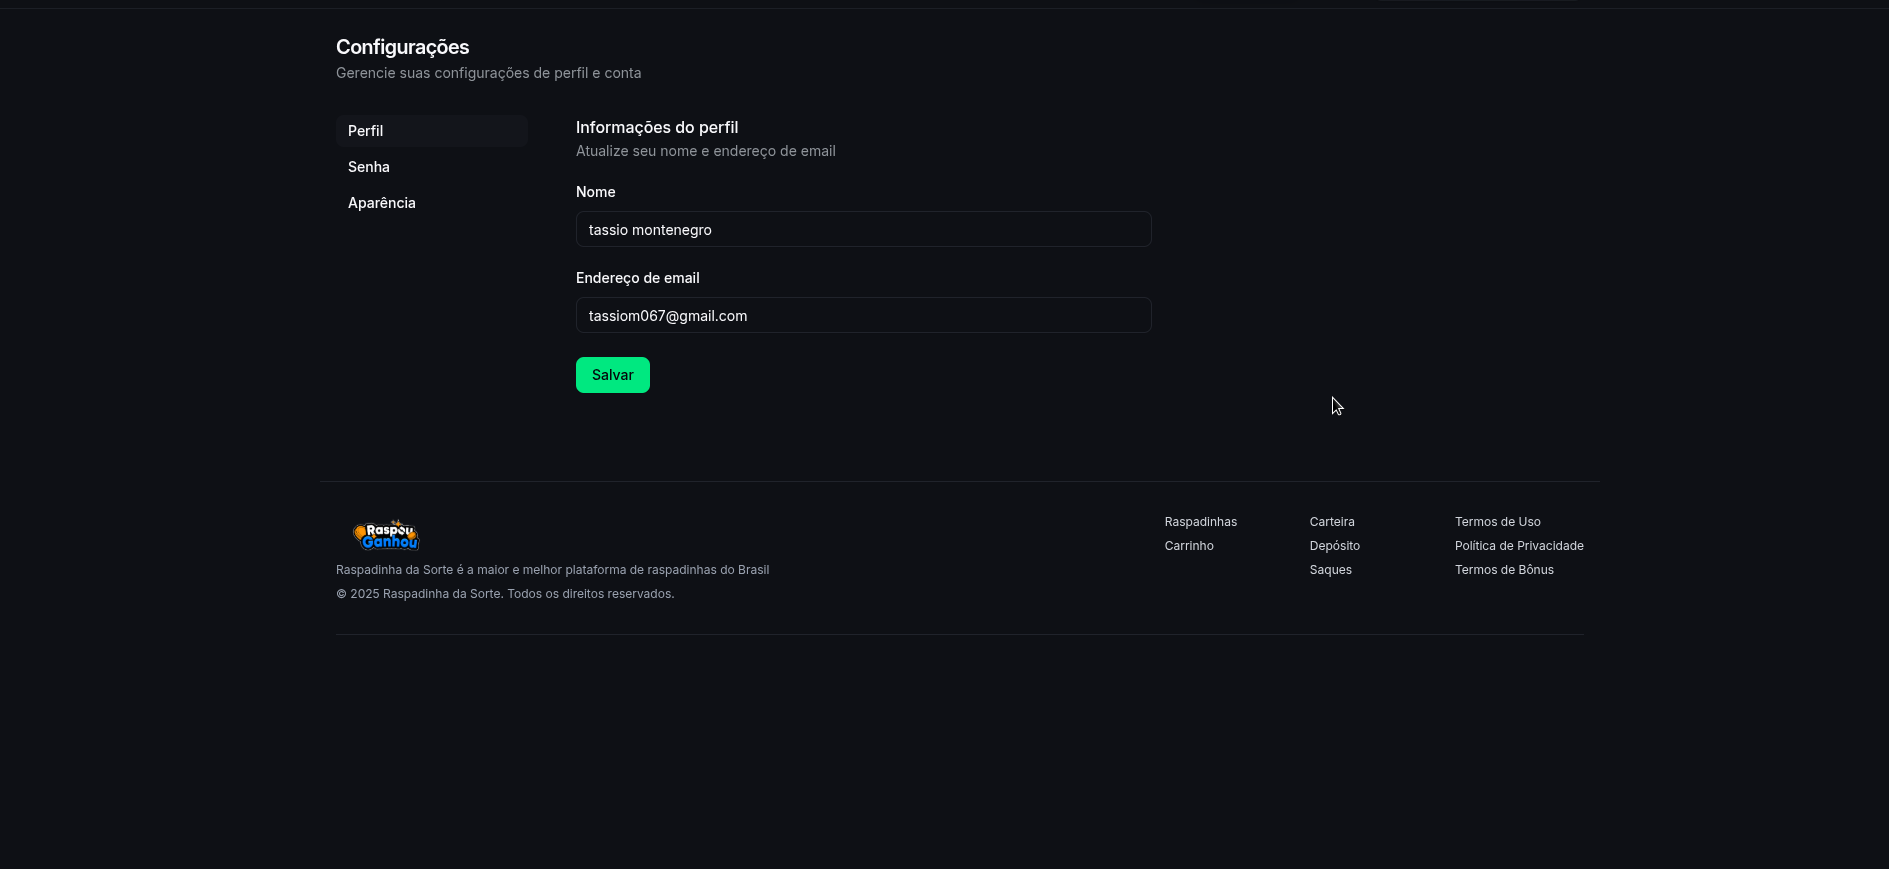 Configurações
Gerencie suas configurações de perfil e conta
Perfil
Senha
Aparência
Informações do perfil
Atualize seu nome e endereço de email
Nome
tassio montenegro
Endereço de email
tassiom067@gmail.com
Salvar
Raspou
Ganhou
Raspadinha da Sorte é a maior e melhor plataforma de raspadinhas do Brasil
© 2025 Raspadinha da Sorte. Todos os direitos reservados.
Raspadinhas
Carrinho
Carteira
Depósito
Saques
Termos de Uso
Política de Privacidade
Termos de Bônus